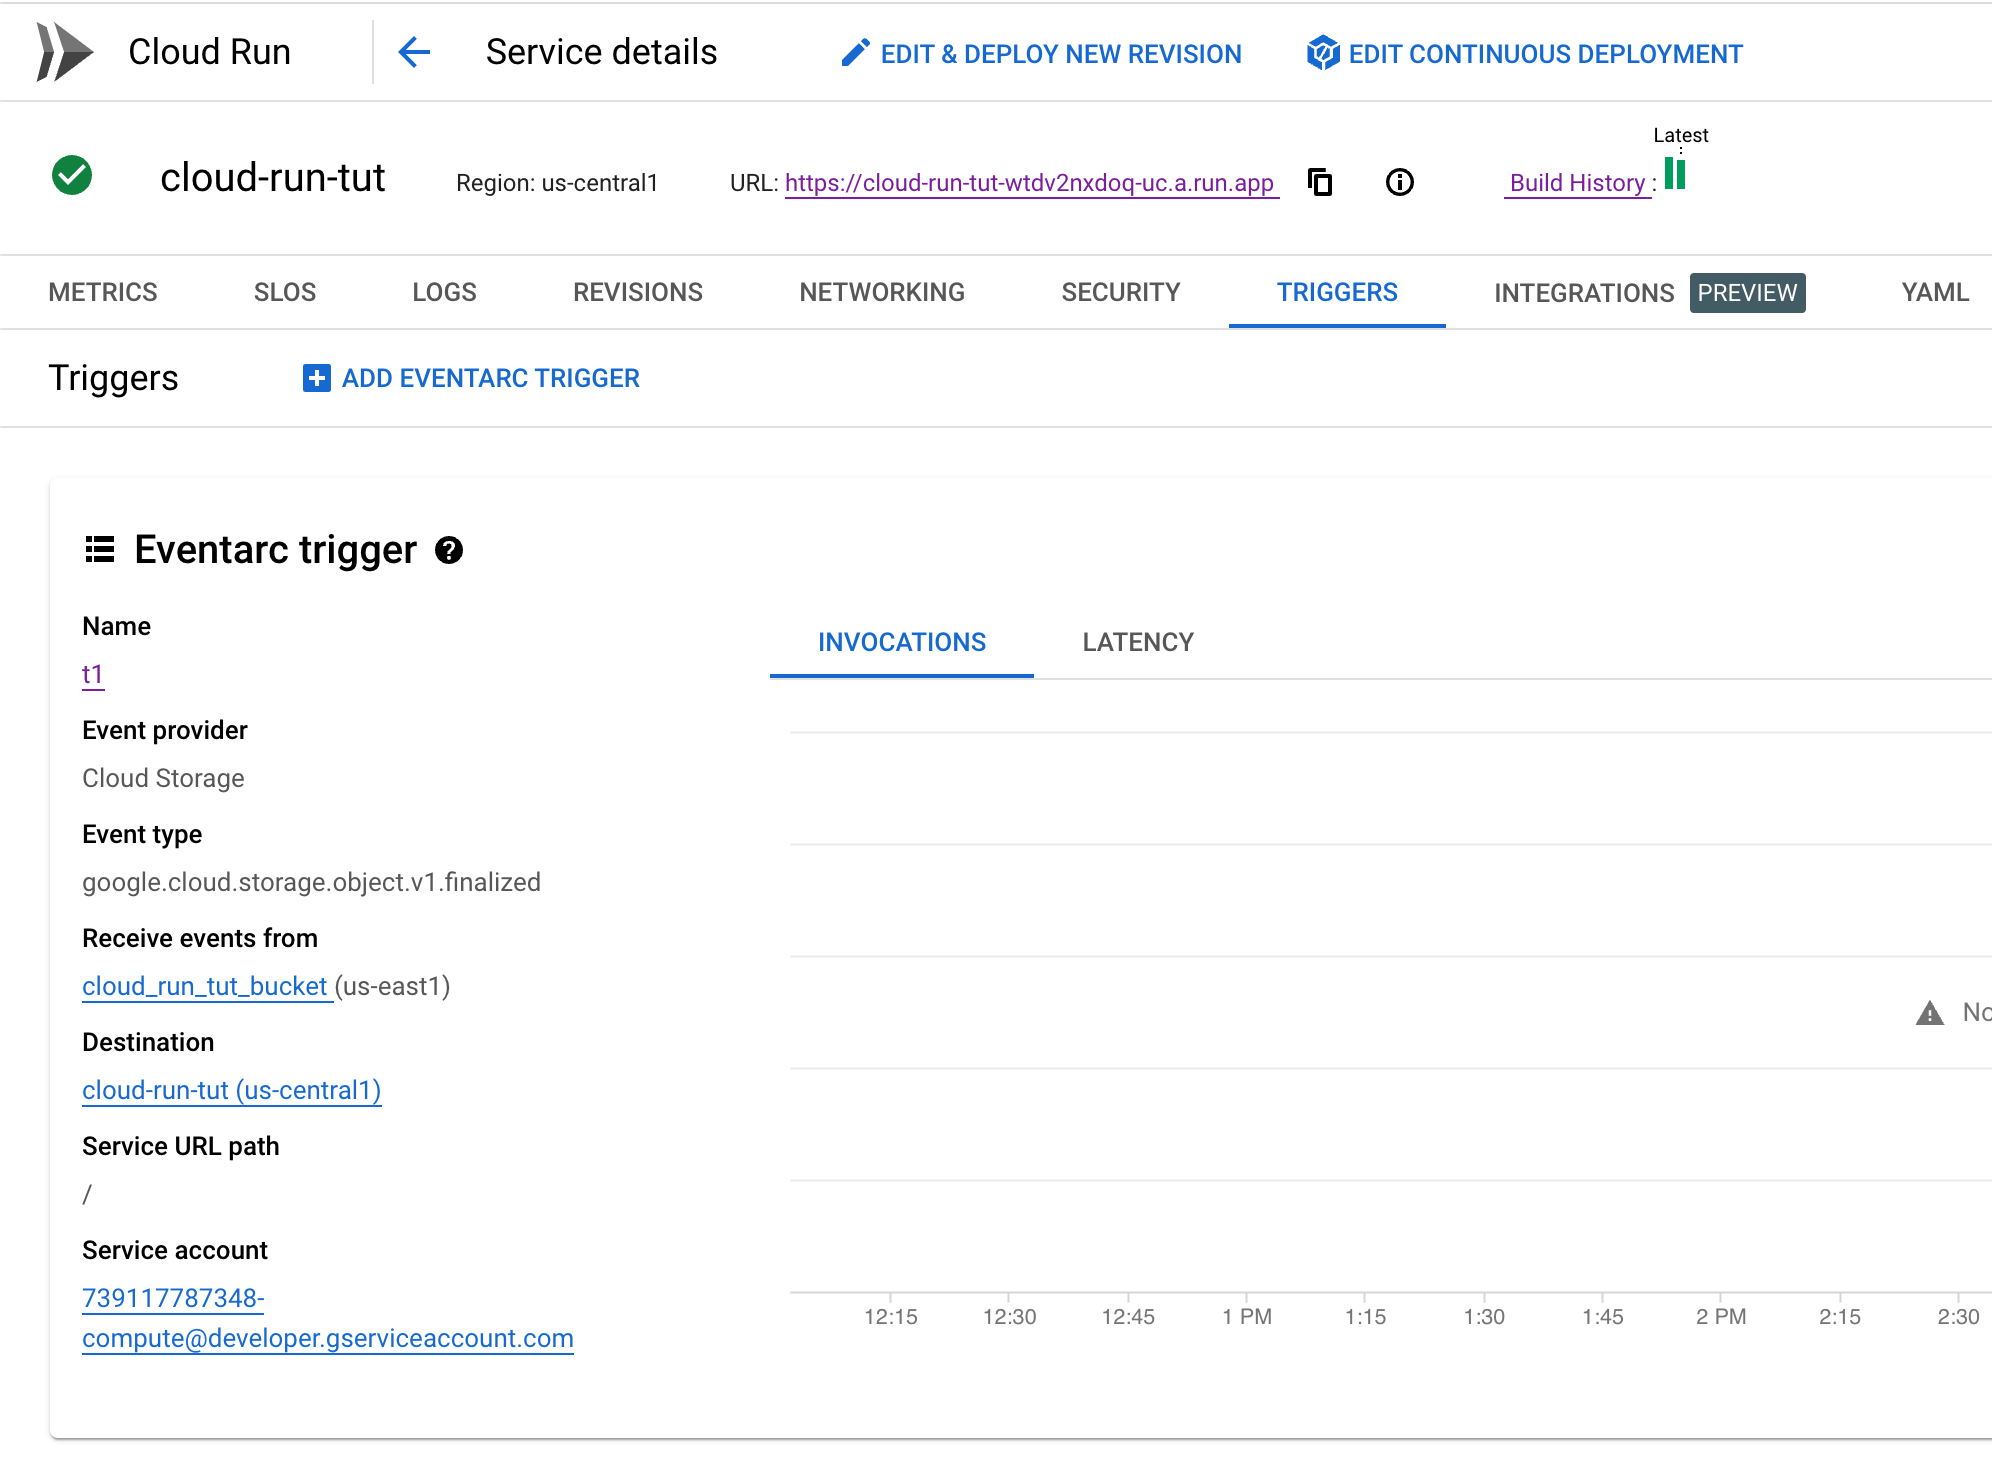 Cloud Run
Service details
EDIT & DEPLOY NEW REVISION
EDIT CONTINUOUS DEPLOYMENT
cloud-run-tut
Region: us-central1
URL: https://cloud-run-tut-wtdv2nxdoq-uc.a.run.app
Build History :
Latest
METRICS
SLOS
LOGS
REVISIONS
NETWORKING
SECURITY
TRIGGERS
INTEGRATIONS PREVIEW
YAML
Triggers
ADD EVENTARC TRIGGER
Eventarc trigger
Name
t1
Event provider
Cloud Storage
Event type
google.cloud.storage.object.v1.finalized
Receive events from
cloud_run_tut_bucket (us-east1)
Destination
cloud-run-tut (us-central1)
Service URL path
/
Service account
739117787348-
compute@developer.gserviceaccount.com
INVOCATIONS
LATENCY
12:15
12:30
12:45
1 PM
1:15
1:30
1:45
2 PM
2:15
2:30